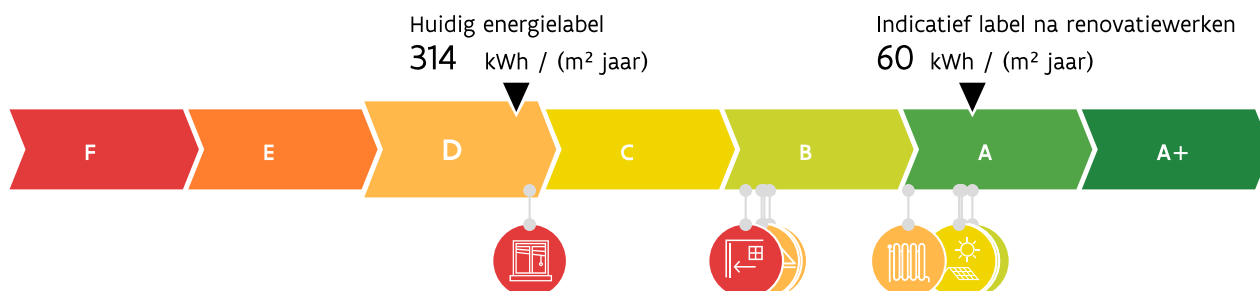 Huidig energielabel
314 kWh / (m² jaar)
Indicatief label na renovatiewerken
60 kWh / (m² jaar)
F E D C B A A+